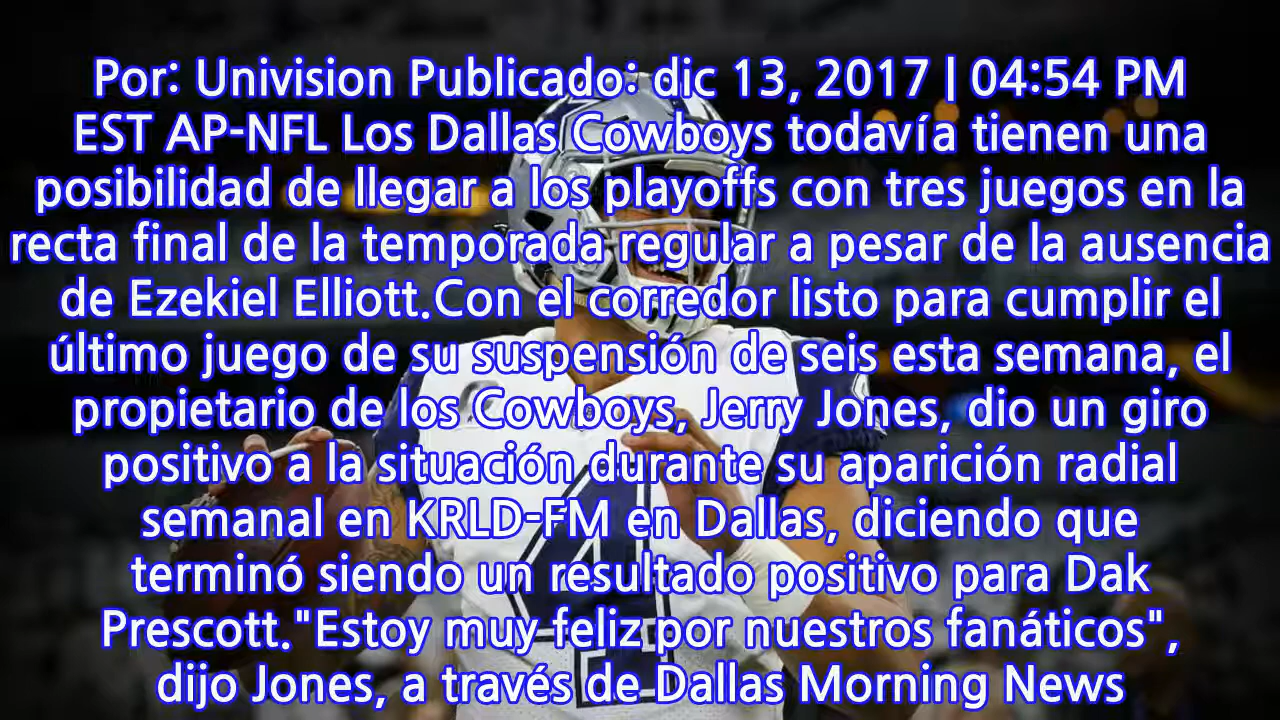 Por: Univision Publicado: dic 13, 2017 | 04:54 PM
EST AP-NFL Los Dallas Cowboys todavía tienen una
posibilidad de llegar a los playoffs con tres juegos en la
recta final de la temporada regular a pesar de la ausencia
de Ezekiel Elliott.Con el corredor listo para cumplir el
último juego de su suspensión de seis esta semana, el
propietario de los Cowboys, Jerry Jones, dio un giro
positivo a la situación durante su aparición radial
semanal en KRLD-FM en Dallas, diciendo que
terminó siendo un resultado positivo para Dak
Prescott."Estoy muy feliz por nuestros fanáticos",
dijo Jones, a través de Dallas Morning News
4